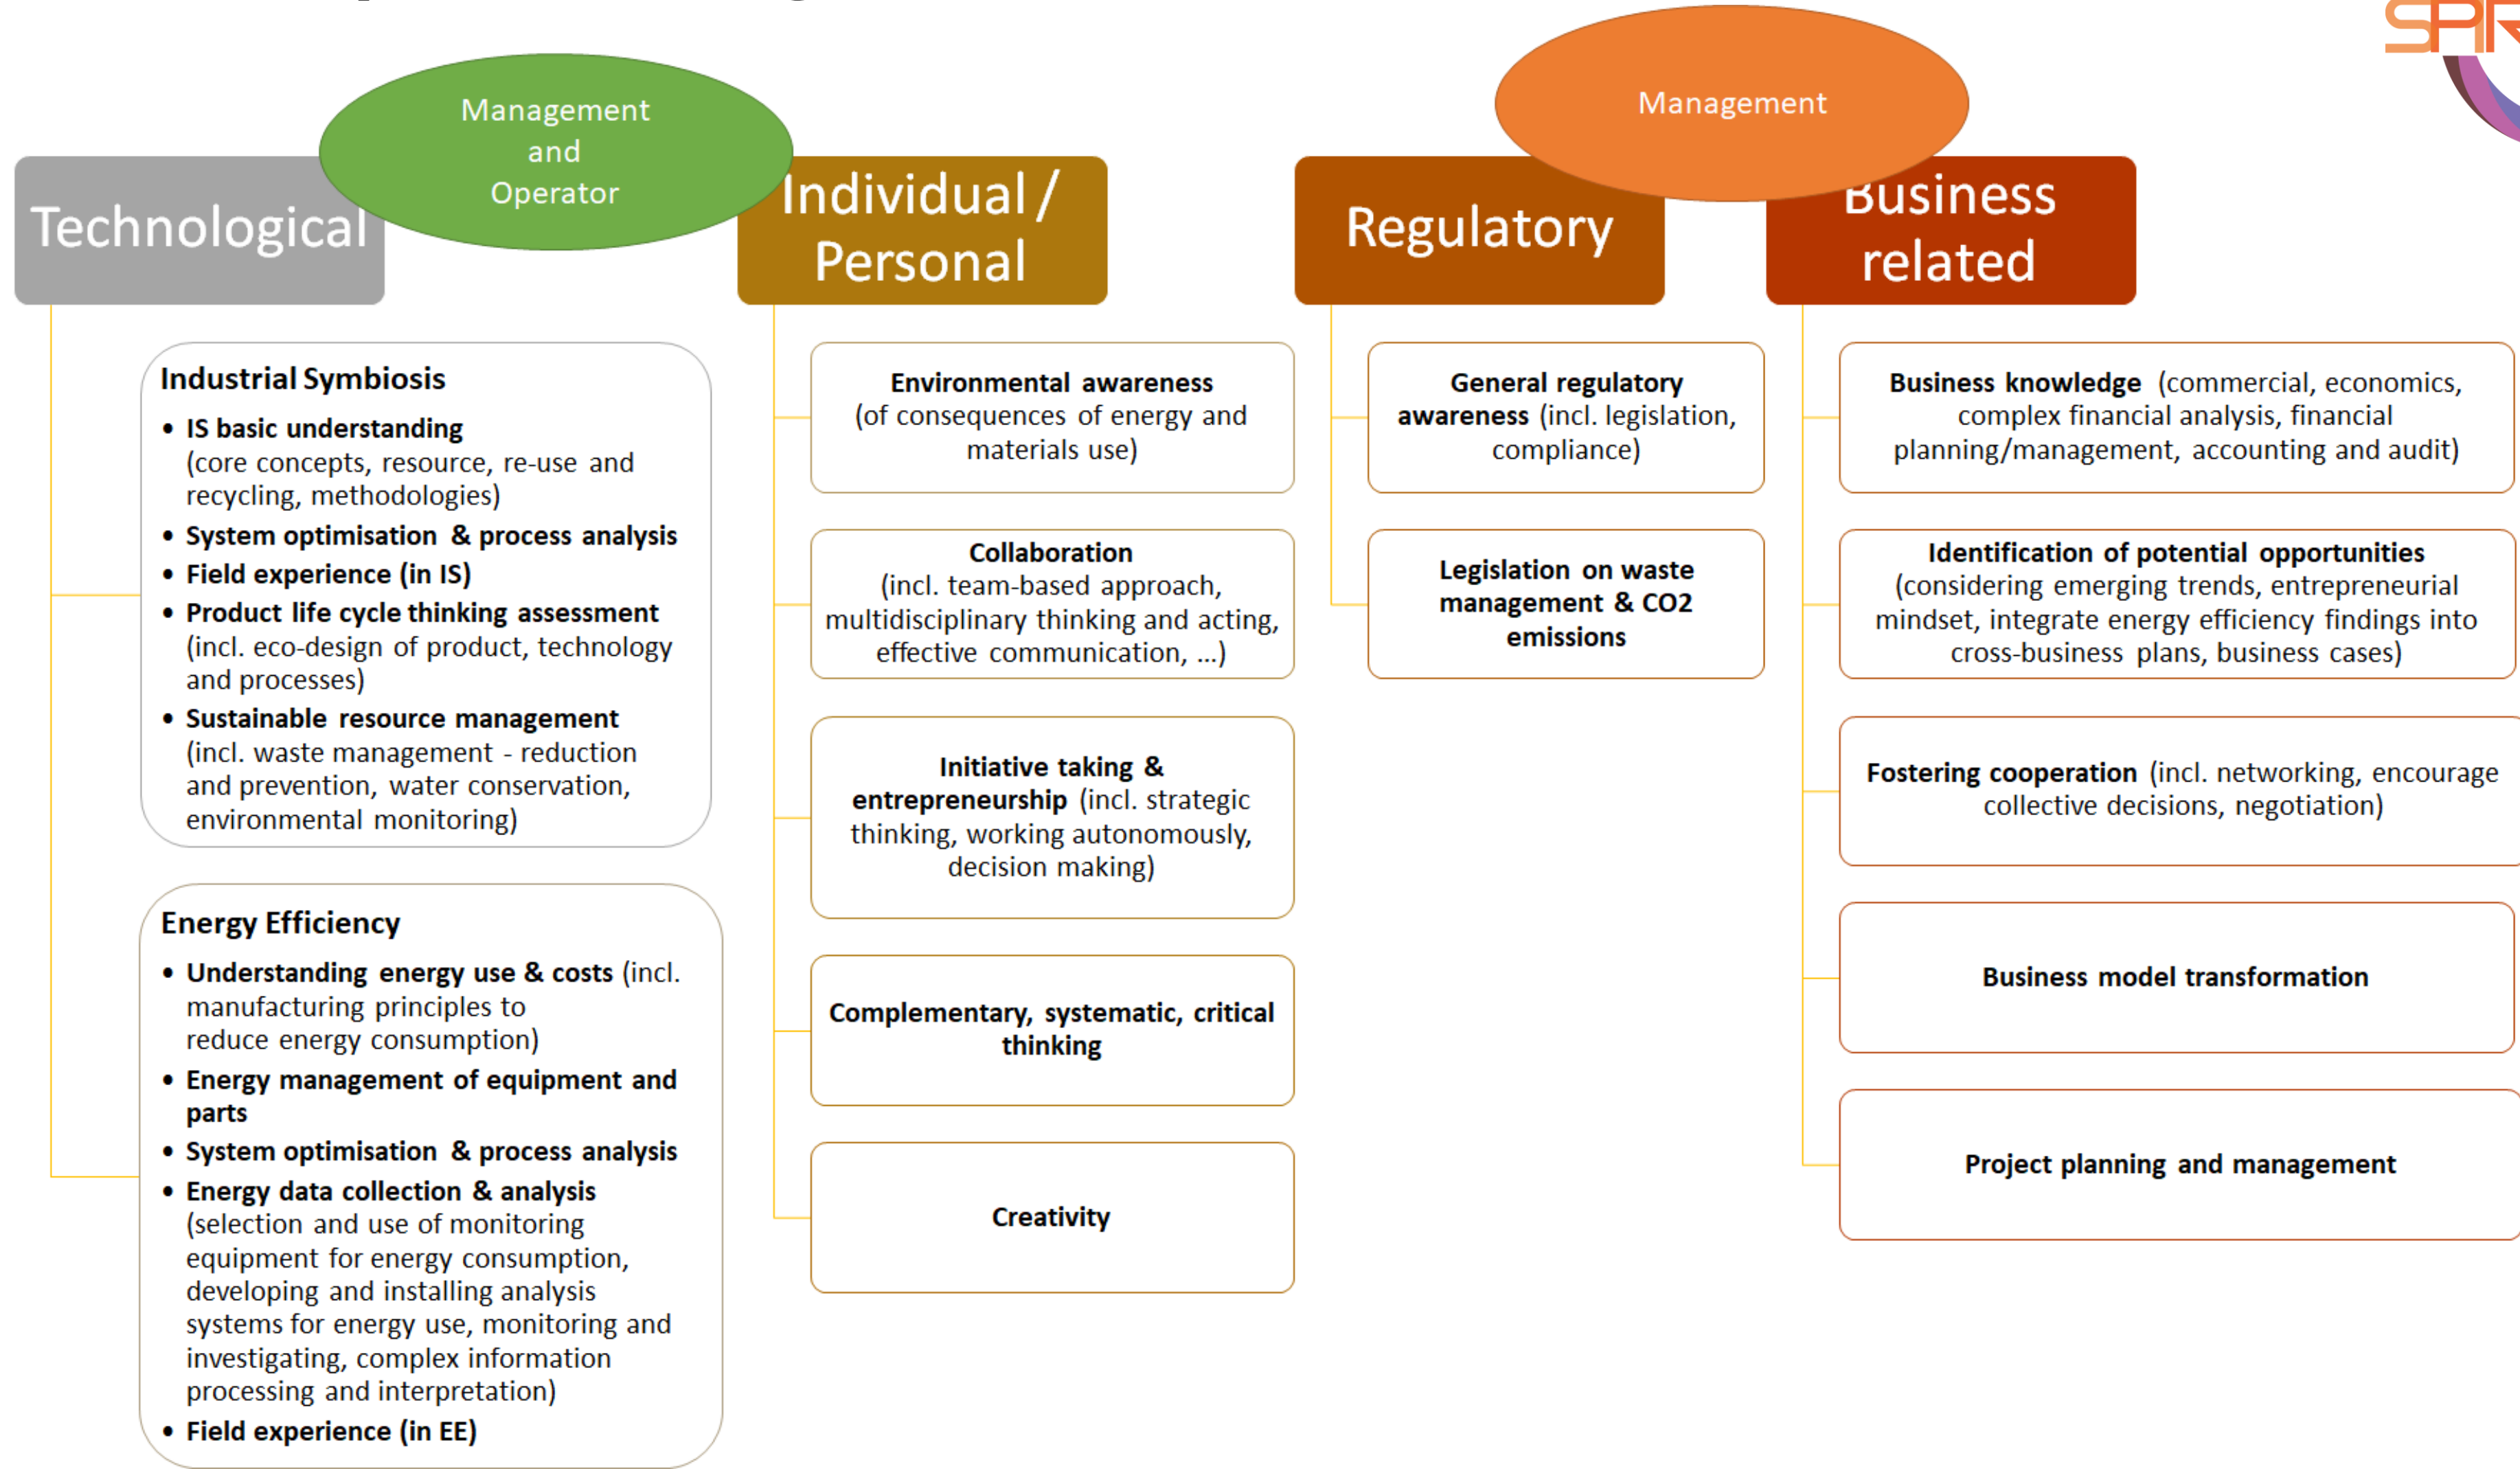 Management
and
Operator
Management
Technological
Individual /
Personal
Regulatory
Business
related
Industrial Symbiosis
• IS basic understanding
(core concepts, resource, re-use and
recycling, methodologies)
• System optimisation & process analysis
• Field experience (in IS)
• Product life cycle thinking assessment
(incl. eco-design of product, technology
and processes)
• Sustainable resource management
(incl. waste management - reduction
and prevention, water conservation,
environmental monitoring)
Energy Efficiency
• Understanding energy use & costs (incl.
manufacturing principles to
reduce energy consumption)
• Energy management of equipment and
parts
• System optimisation & process analysis
• Energy data collection & analysis
(selection and use of monitoring
equipment for energy consumption,
developing and installing analysis
systems for energy use, monitoring and
investigating, complex information
processing and interpretation)
• Field experience (in EE)
Environmental awareness
(of consequences of energy and
materials use)
Collaboration
(incl. team-based approach,
multidisciplinary thinking and acting,
effective communication, ...)
Initiative taking &
entrepreneurship (incl. strategic
thinking, working autonomously,
decision making)
Complementary, systematic, critical
thinking
Creativity
General regulatory
awareness (incl. legislation,
compliance)
Legislation on waste
management & CO2
emissions
Business knowledge (commercial, economics,
complex financial analysis, financial
planning/management, accounting and audit)
Identification of potential opportunities
(considering emerging trends, entrepreneurial
mindset, integrate energy efficiency findings into
cross-business plans, business cases)
Fostering cooperation (incl. networking, encourage
collective decisions, negotiation)
Business model transformation
Project planning and management